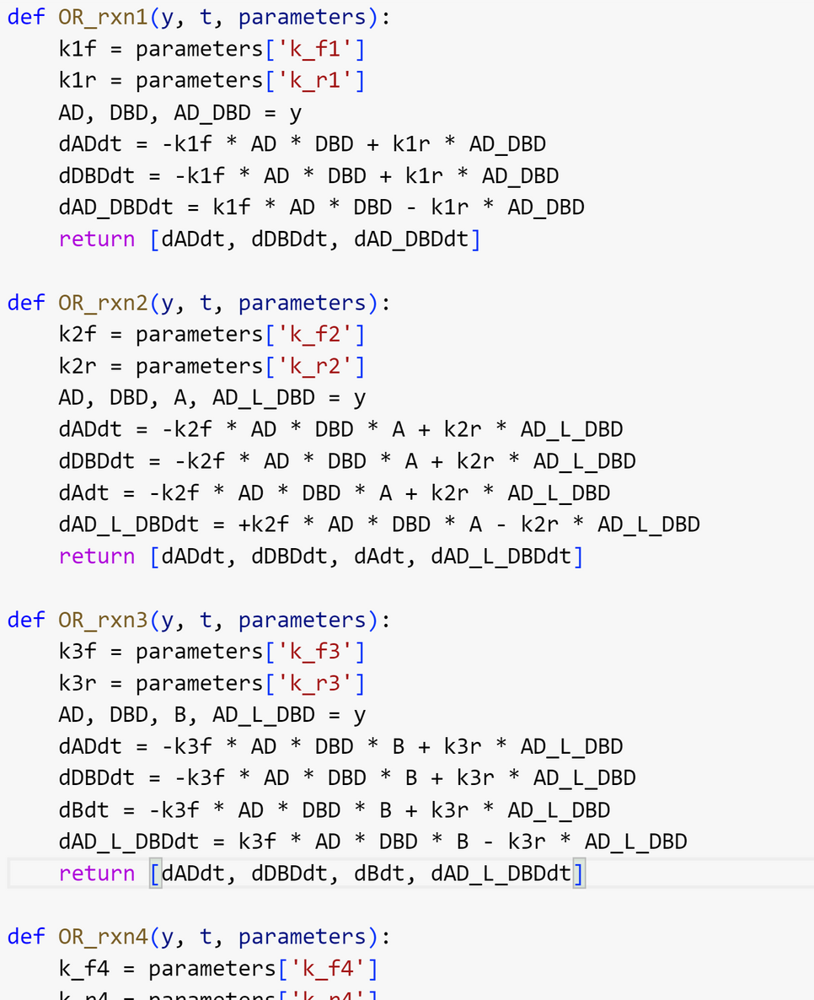 def OR_rxn1(y, t, parameters):
    k1f = parameters['k_f1']
    k1r = parameters['k_r1']
    AD, DBD, AD_DBD = y
    dADdt = -k1f * AD * DBD + k1r * AD_DBD
    dDBDdt = -k1f * AD * DBD + k1r * AD_DBD
    dAD_DBDdt = k1f * AD * DBD - k1r * AD_DBD
    return [dADdt, dDBDdt, dAD_DBDdt]

def OR_rxn2(y, t, parameters):
    k2f = parameters['k_f2']
    k2r = parameters['k_r2']
    AD, DBD, A, AD_L_DBD = y
    dADdt = -k2f * AD * DBD * A + k2r * AD_L_DBD
    dDBDdt = -k2f * AD * DBD * A + k2r * AD_L_DBD
    dAdt = -k2f * AD * DBD * A + k2r * AD_L_DBD
    dAD_L_DBDdt = +k2f * AD * DBD * A - k2r * AD_L_DBD
    return [dADdt, dDBDdt, dAdt, dAD_L_DBDdt]

def OR_rxn3(y, t, parameters):
    k3f = parameters['k_f3']
    k3r = parameters['k_r3']
    AD, DBD, B, AD_L_DBD = y
    dADdt = -k3f * AD * DBD * B + k3r * AD_L_DBD
    dDBDdt = -k3f * AD * DBD * B + k3r * AD_L_DBD
    dBdt = -k3f * AD * DBD * B + k3r * AD_L_DBD
    dAD_L_DBDdt = k3f * AD * DBD * B - k3r * AD_L_DBD
    return [dADdt, dDBDdt, dBdt, dAD_L_DBDdt]

def OR_rxn4(y, t, parameters):
    k_f4 = parameters['k_f4']
    k_r4 = parameters['k_r4']